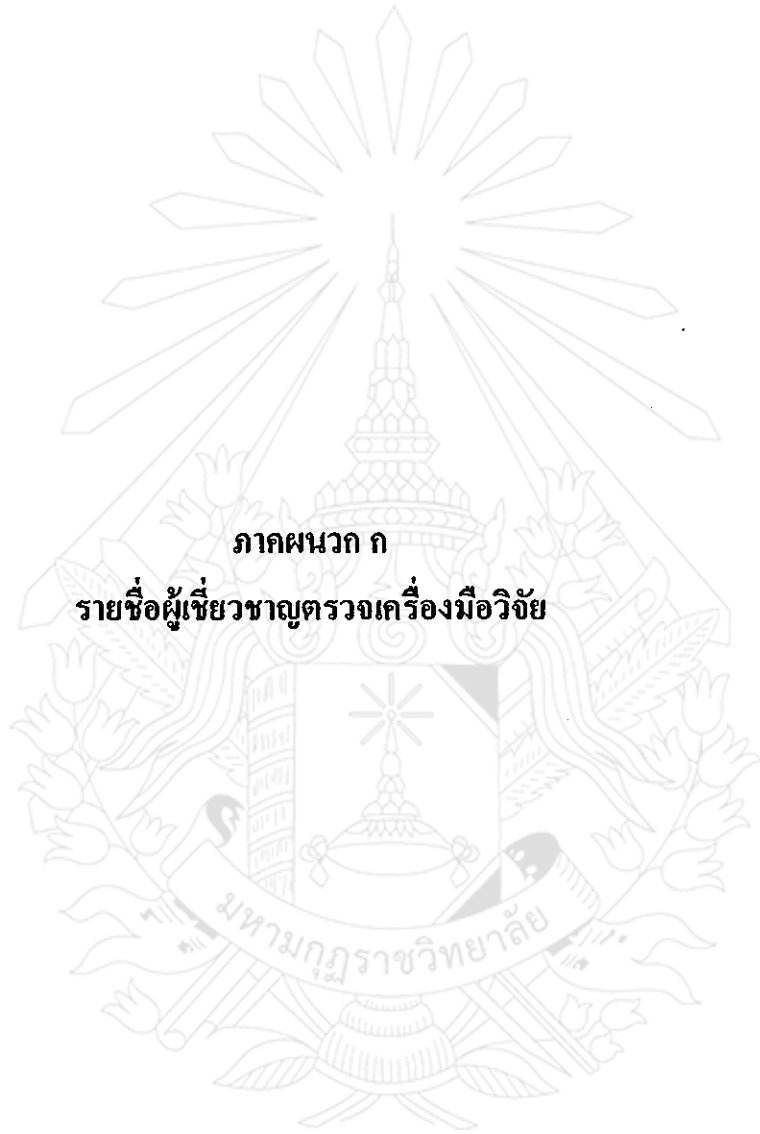 ภาคผนวก ก
รายชื่อผู้เชี่ยวชาญตรวจเครื่องมือวิจัย
มหามกุฏราชวิทยาลัย